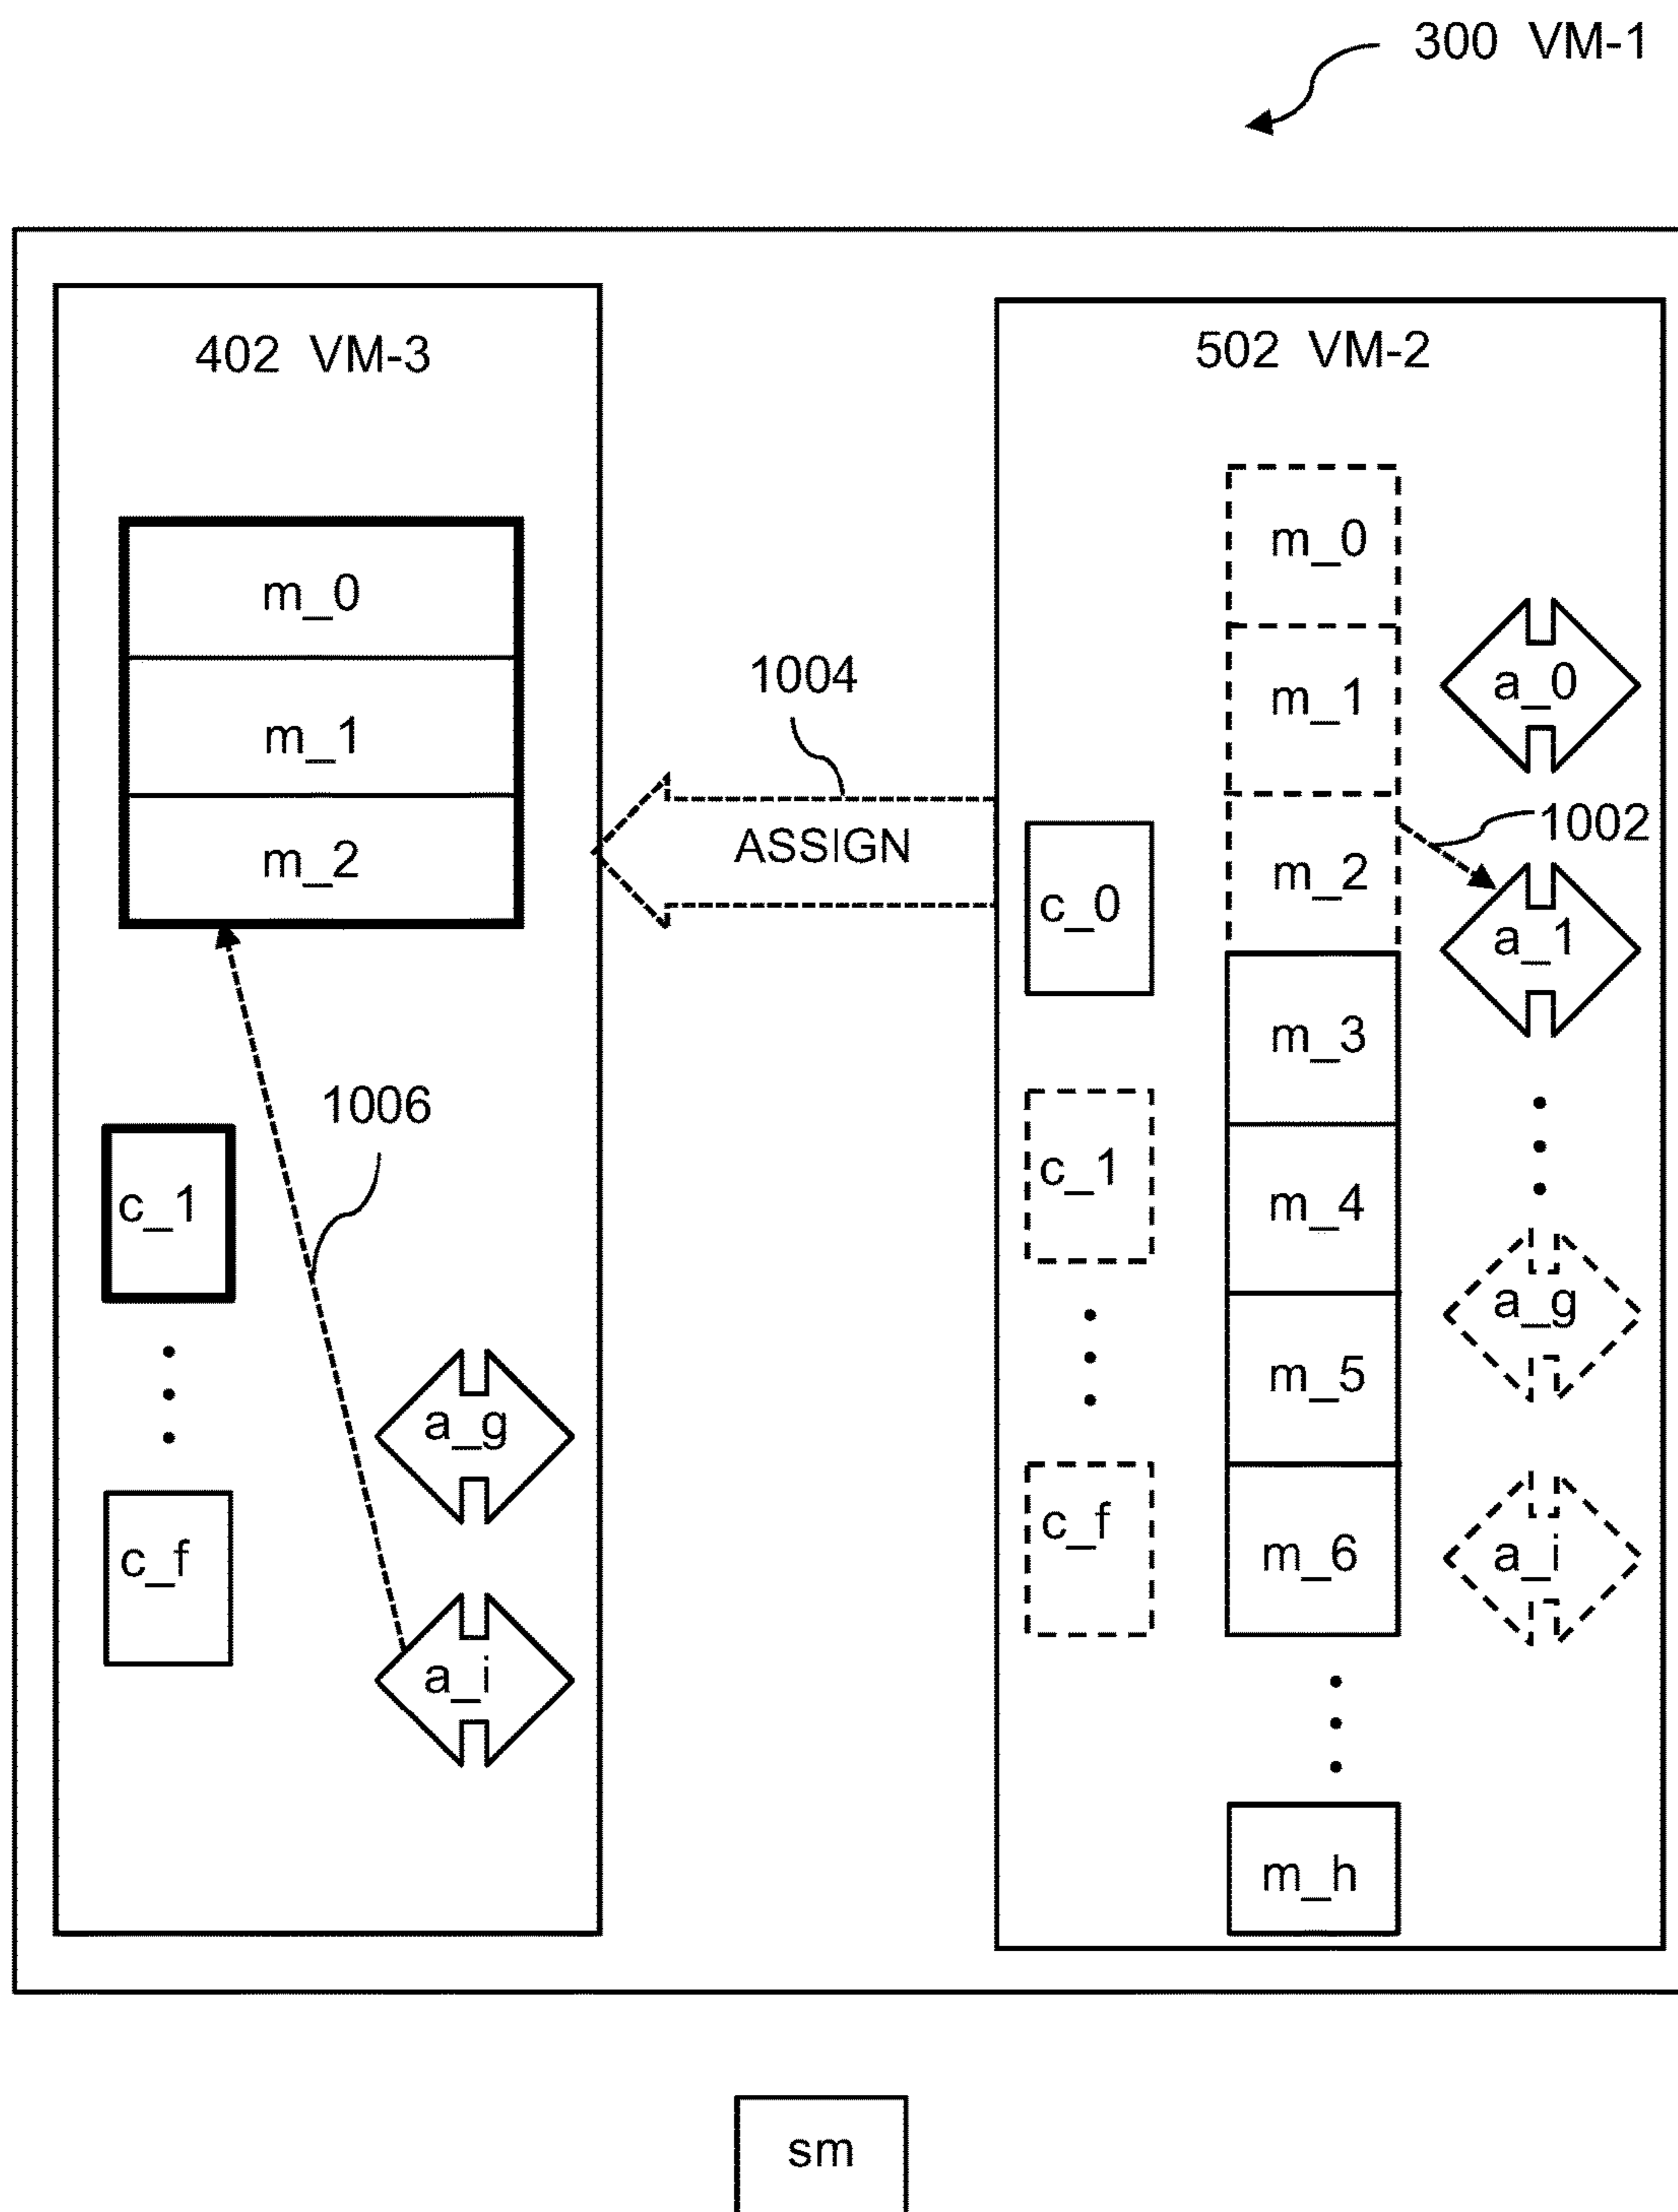 300 VM-1
402 VM-3
m_0
m_1
m_2
1006
c_1
c_f
a_g
a_i
1004
ASSIGN
502 VM-2
c_0
c_1
c_f
m_0
m_1
m_2
m_3
m_4
m_5
m_6
m_h
a_0
1002
a_1
a_g
a_i
sm